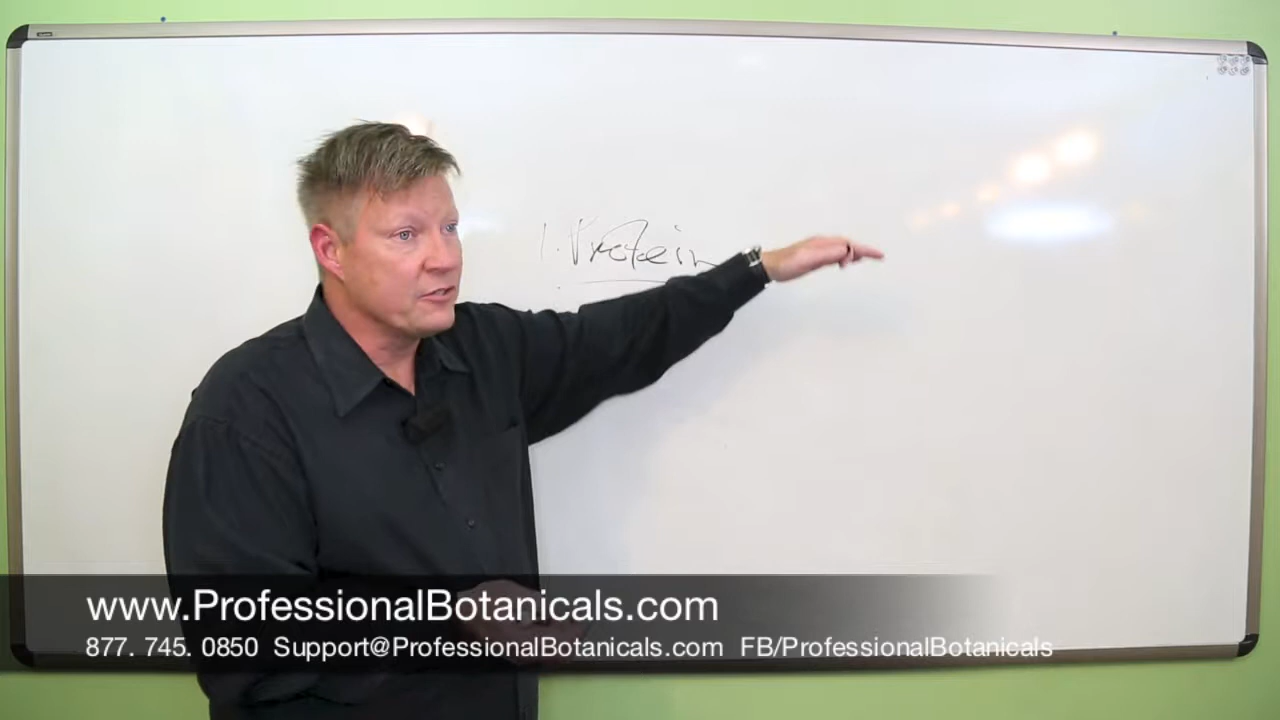 1. Protein
www.ProfessionalBotanicals.com
877. 745. 0850 Support@ProfessionalBotanicals.com FB/ProfessionalBotanicals